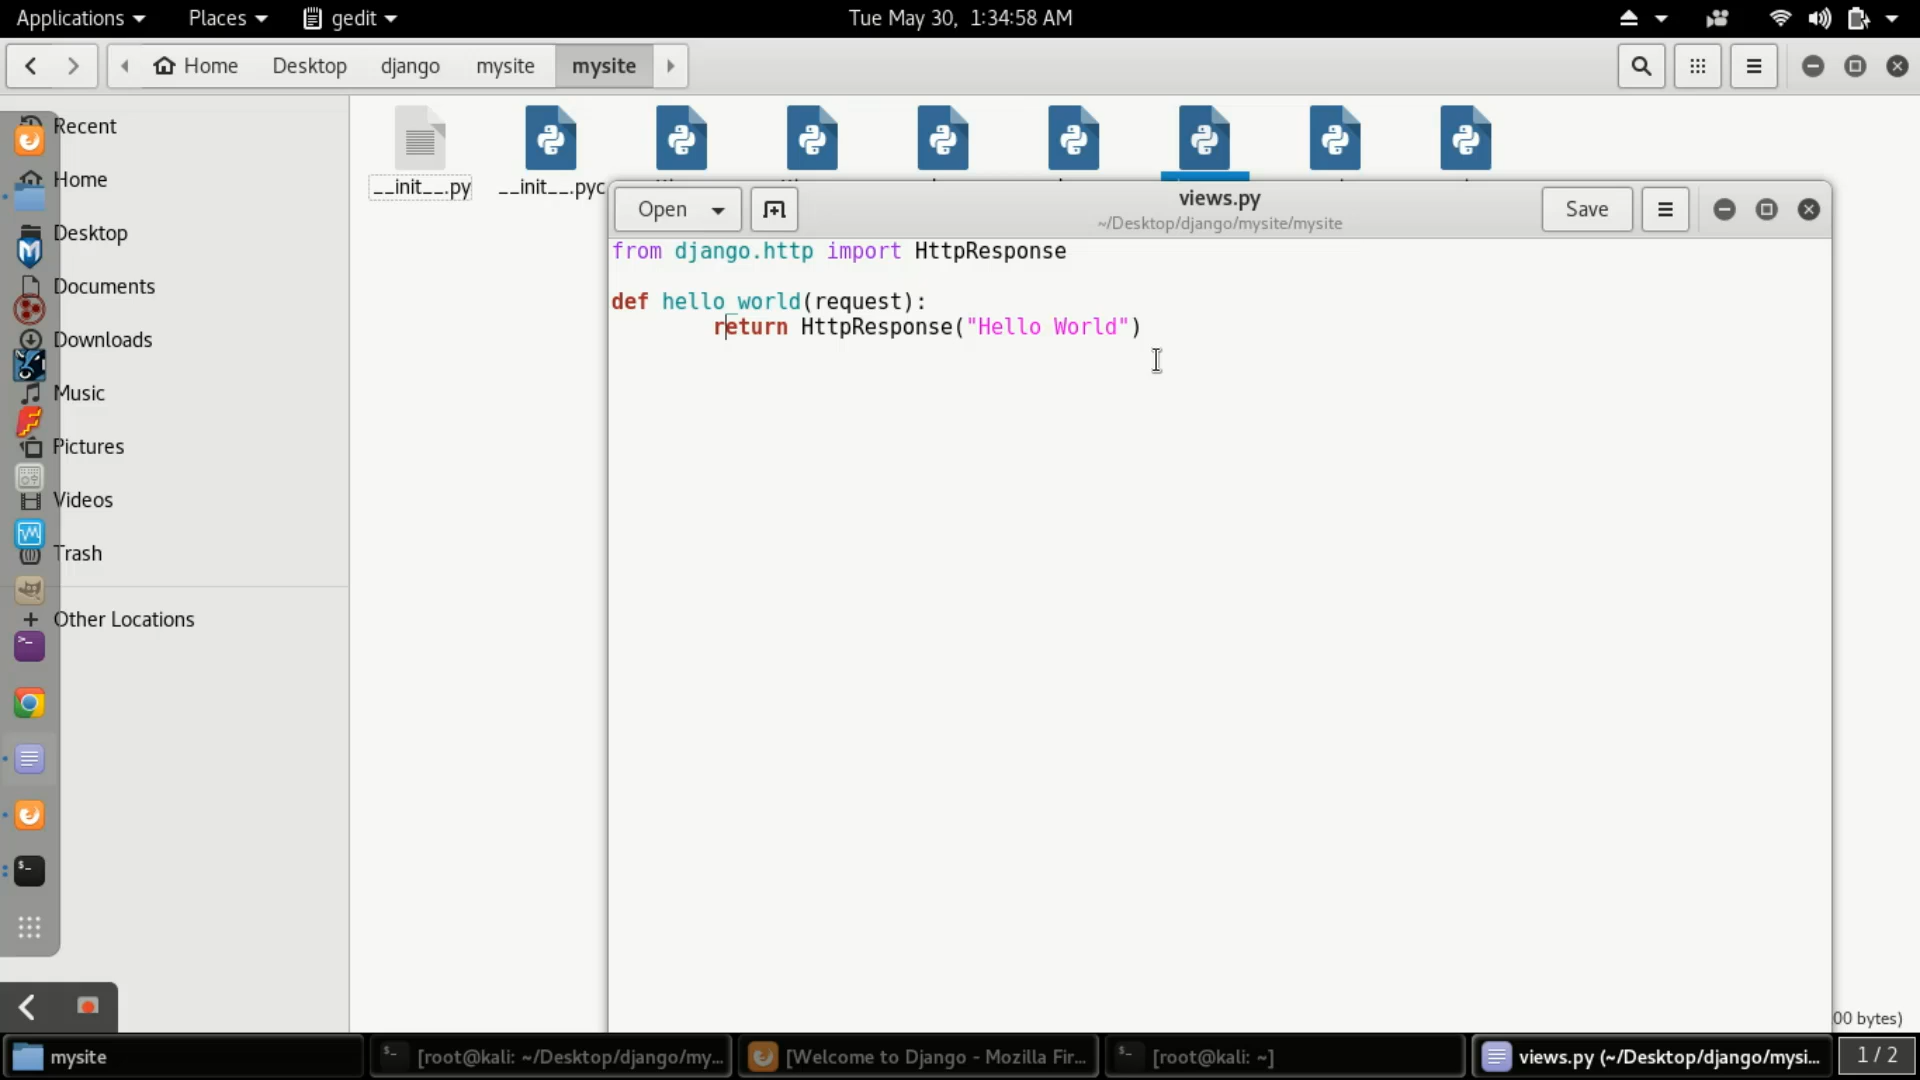 Applications Places gedit Tue May 30, 1:34:58 AM
Home Desktop django mysite mysite
Recent
Home
Desktop
Documents
Downloads
Music
Pictures
Videos
Trash
Other Locations
__init__.py __init__.pyc
Open views.py Save
~/Desktop/django/mysite/mysite
from django.http import HttpResponse
def hello_world(request):
return HttpResponse("Hello World")
00 bytes)
mysite [root@kali: ~/Desktop/django/my... [Welcome to Django - Mozilla Fir... [root@kali: ~] views.py (~/Desktop/django/mysi... 1 / 2